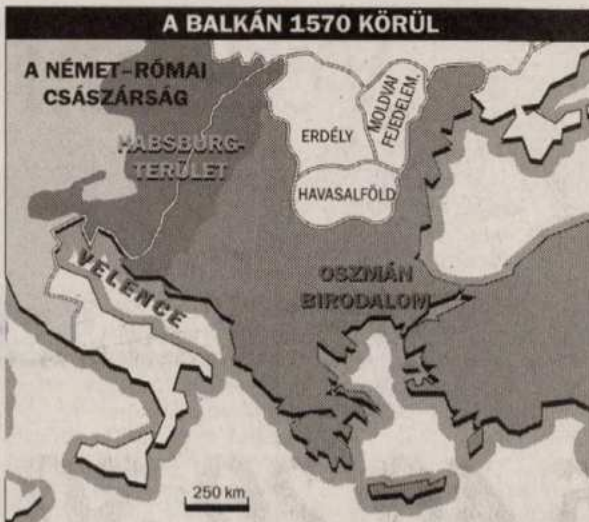 A BALKÁN 1570 KÖRÜL
A NÉMET–RÓMAI
CSÁSZÁRSÁG
HABSBURG-
TERÜLET
ERDÉLY
MOLDVAI
FEJEDELEM.
HAVASALFÖLD
VELENCE
OSZMÁN
BIRODALOM
250 km